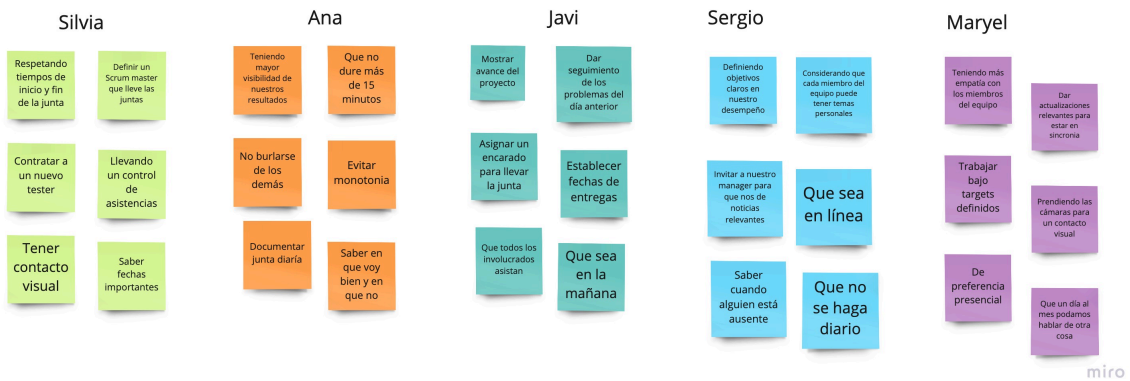 Silvia
Respetando
tiempos de
inicio y fin
de la junta
Definir un
Scrum master
que lleve las
juntas
Contratar a
un nuevo
tester
Llevando
un control
de
asistencias
Tener
contacto
visual
Saber
fechas
importantes
Ana
Teniendo
mayor
visibilidad de
nuestros
resultados
Que no
dure más
de 15
minutos
No burlarse
de los
demás
Evitar
monotonia
Documentar
junta diaría
Saber en
que voy
bien y en
que no
Javi
Mostrar
avance del
proyecto
Dar
seguimiento
de los
problemas del
día anterior
Asignar un
encarado
para llevar
la junta
Establecer
fechas de
entregas
Que todos los
involucrados
asistan
Que sea
en la
mañana
Sergio
Definiendo
objetivos
claros en
nuestro
desempeño
Considerando que
cada miembro del
equipo puede
tener temas
personales
Invitar a nuestro
manager para
que nos de
noticias
relevantes
Que sea
en línea
Saber
cuando
alguien está
ausente
Que no
se haga
diario
Maryel
Teniendo más
empatía con
los miembros
del equipo
Dar
actualizaciones
relevantes para
estar en
sincronia
Trabajar
bajo
targets
definidos
Prendiendo las
cámaras para
un contacto
visual
De
preferencia
presencial
Que un día al
mes podamos
hablar de otra
cosa
miro